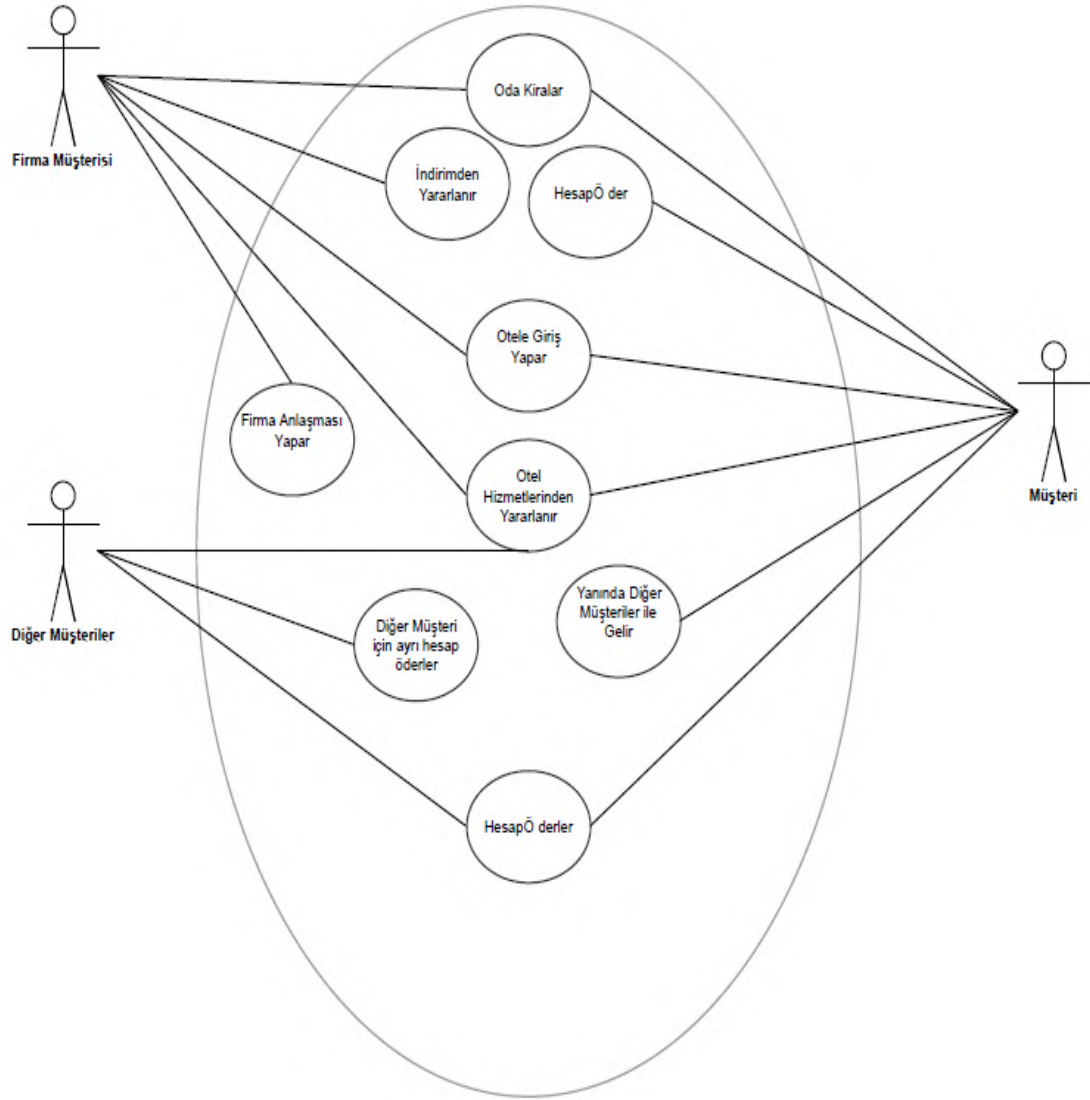 Oda Kiralar
Firma Müşterisi
İndirimden
Yararlanır
HesapÖ der
Otele Giriş
Yapar
Firma Anlaşması
Yapar
Otel
Hizmetlerinden
Yararlanır
Müşteri
Yanında Diğer
Müşteriler ile
Gelir
Diğer Müşteriler
Diğer Müşteri
için ayrı hesap
öderler
HesapÖ derler